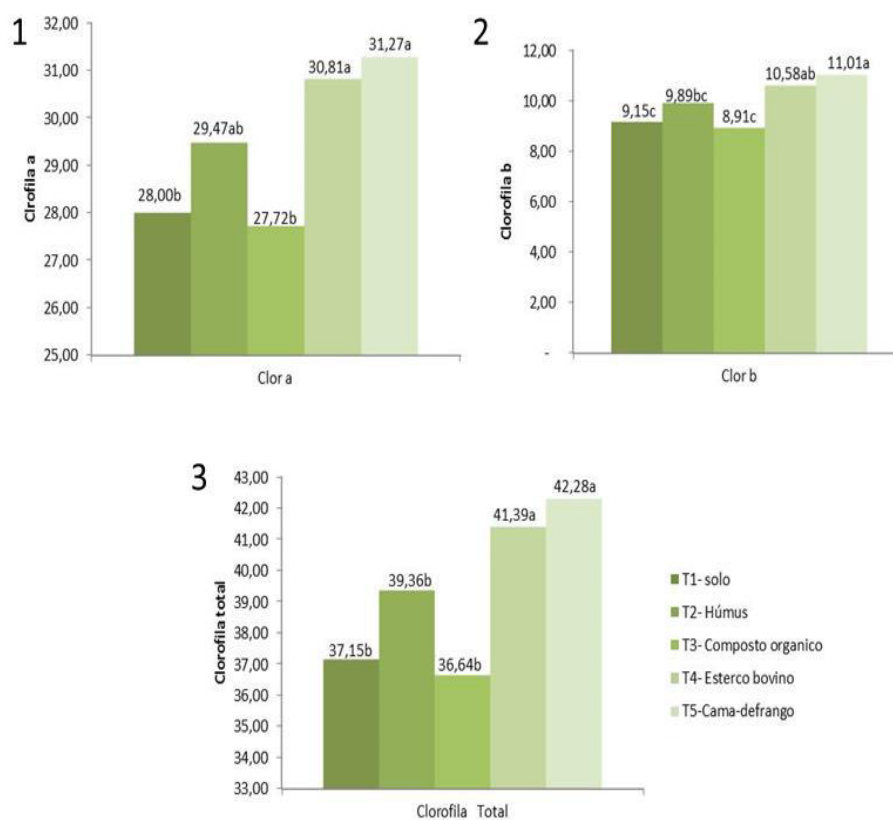 1
32,00
31,00
30,00
29,00
28,00
27,00
26,00
25,00
Clrofila a
28,00b
29,47ab
27,72b
30,81a
31,27a
Clor a
2
12,00
10,00
8,00
6,00
4,00
2,00
-
Clorofila b
9,15c
9,89bc
8,91c
10,58ab
11,01a
Clor b
3
43,00
42,00
41,00
40,00
39,00
38,00
37,00
36,00
35,00
34,00
33,00
Clorofila total
37,15b
39,36b
36,64b
41,39a
42,28a
Clorofila Total
T1- solo
T2- Húmus
T3- Composto organico
T4- Esterco bovino
T5-Cama-defrango